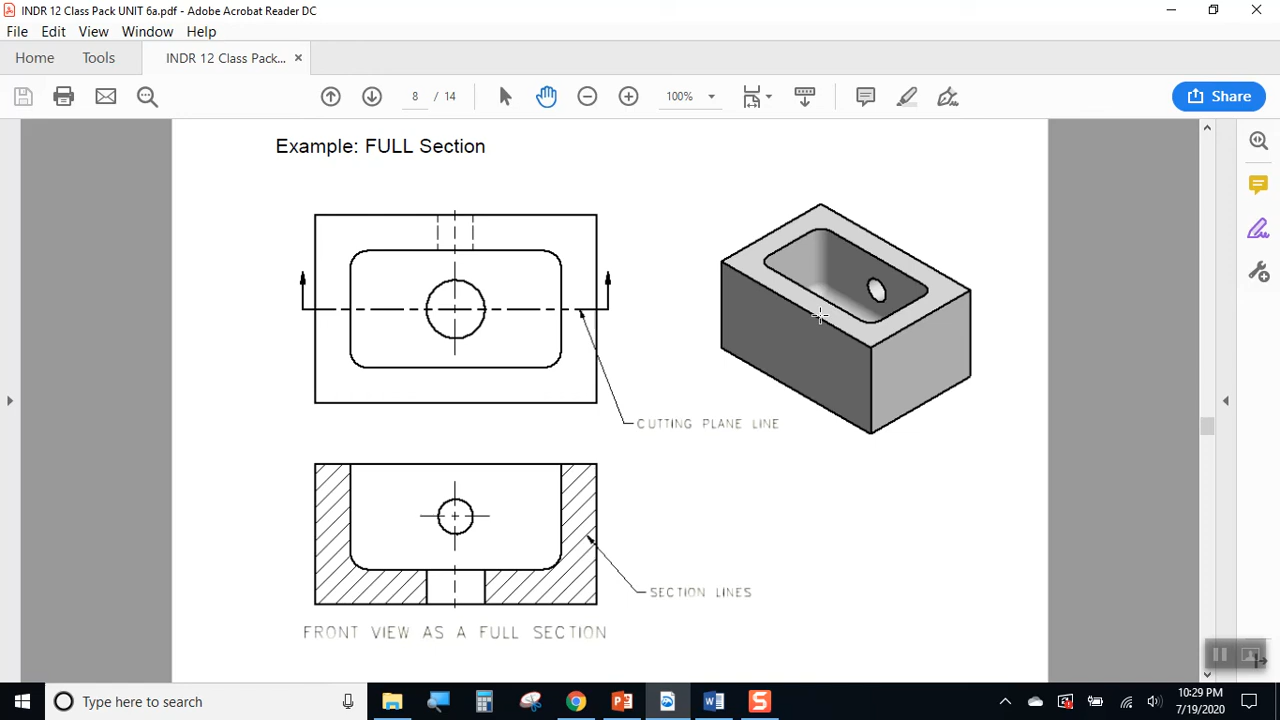 INDR 12 Class Pack UNIT 6a.pdf - Adobe Acrobat Reader DC
File Edit View Window Help
Home Tools INDR 12 Class Pack... ×
8 / 14 100% Share
Example: FULL Section
CUTTING PLANE LINE
SECTION LINES
FRONT VIEW AS A FULL SECTION
Type here to search
10:29 PM
7/19/2020